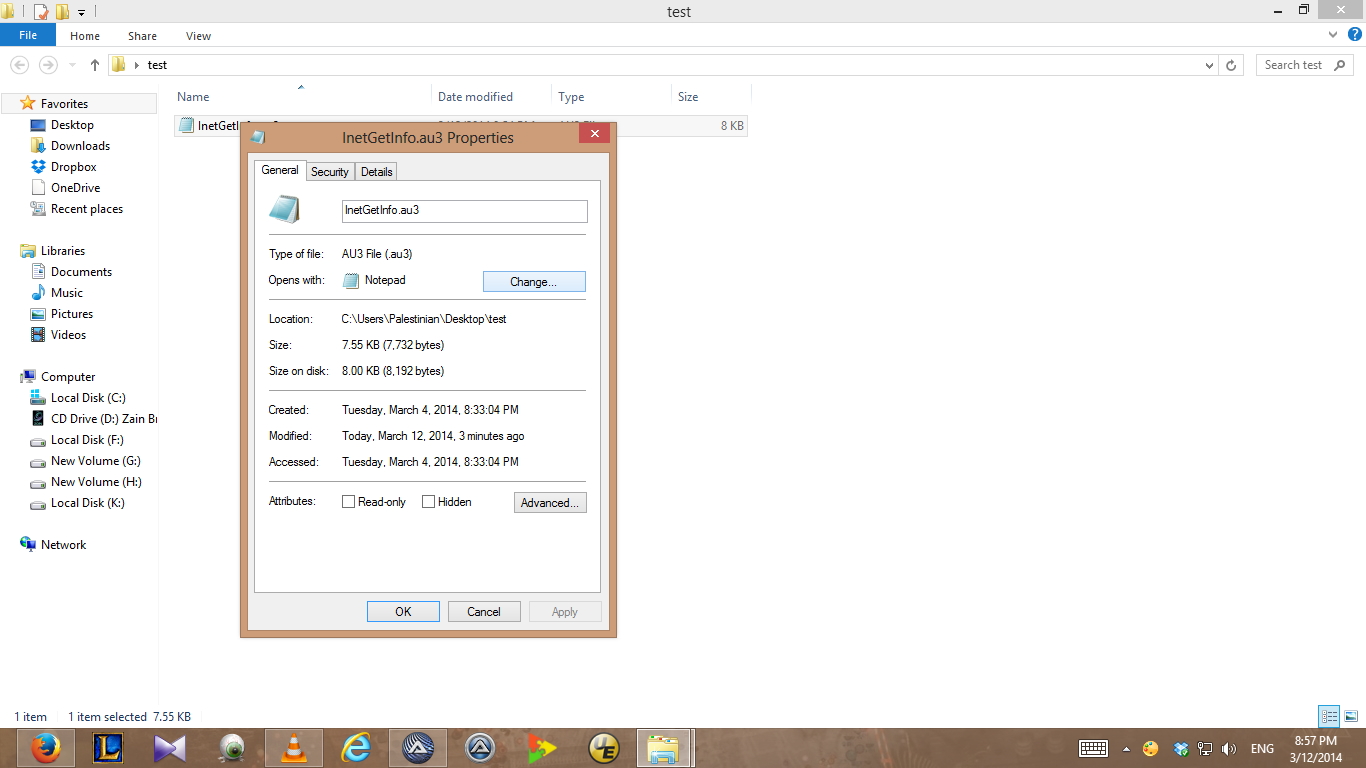 test
File Home Share View
test
Search test
Name Date modified Type Size
8 KB
Favorites
Desktop
Downloads
Dropbox
OneDrive
Recent places
Libraries
Documents
Music
Pictures
Videos
Computer
Local Disk (C:)
CD Drive (D:) Zain
Local Disk (F:)
New Volume (G:)
New Volume (H:)
Local Disk (K:)
Network
InetGetInfo.au3 Properties
General Security Details
InetGetInfo.au3
Type of file: AU3 File (.au3)
Opens with: Notepad Change...
Location: C:\Users\Palestinian\Desktop\test
Size: 7.55 KB (7,732 bytes)
Size on disk: 8.00 KB (8,192 bytes)
Created: Tuesday, March 4, 2014, 8:33:04 PM
Modified: Today, March 12, 2014, 3 minutes ago
Accessed: Tuesday, March 4, 2014, 8:33:04 PM
Attributes: Read-only Hidden Advanced...
OK Cancel Apply
1 item 1 item selected 7.55 KB
ENG
8:57 PM
3/12/2014